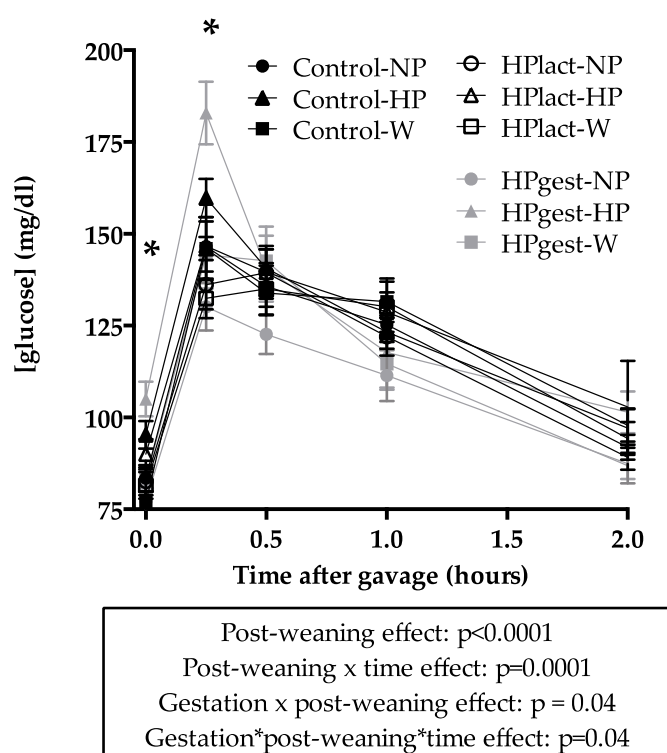 *
200
175
150
125
100
75
[glucose] (mg/dl)
*
Control-NP
Control-HP
Control-W
HPlact-NP
HPlact-HP
HPlact-W
HPgest-NP
HPgest-HP
HPgest-W
0.0 0.5 1.0 1.5 2.0
Time after gavage (hours)
Post-weaning effect: p<0.0001
Post-weaning x time effect: p=0.0001
Gestation x post-weaning effect: p = 0.04
Gestation*post-weaning*time effect: p=0.04